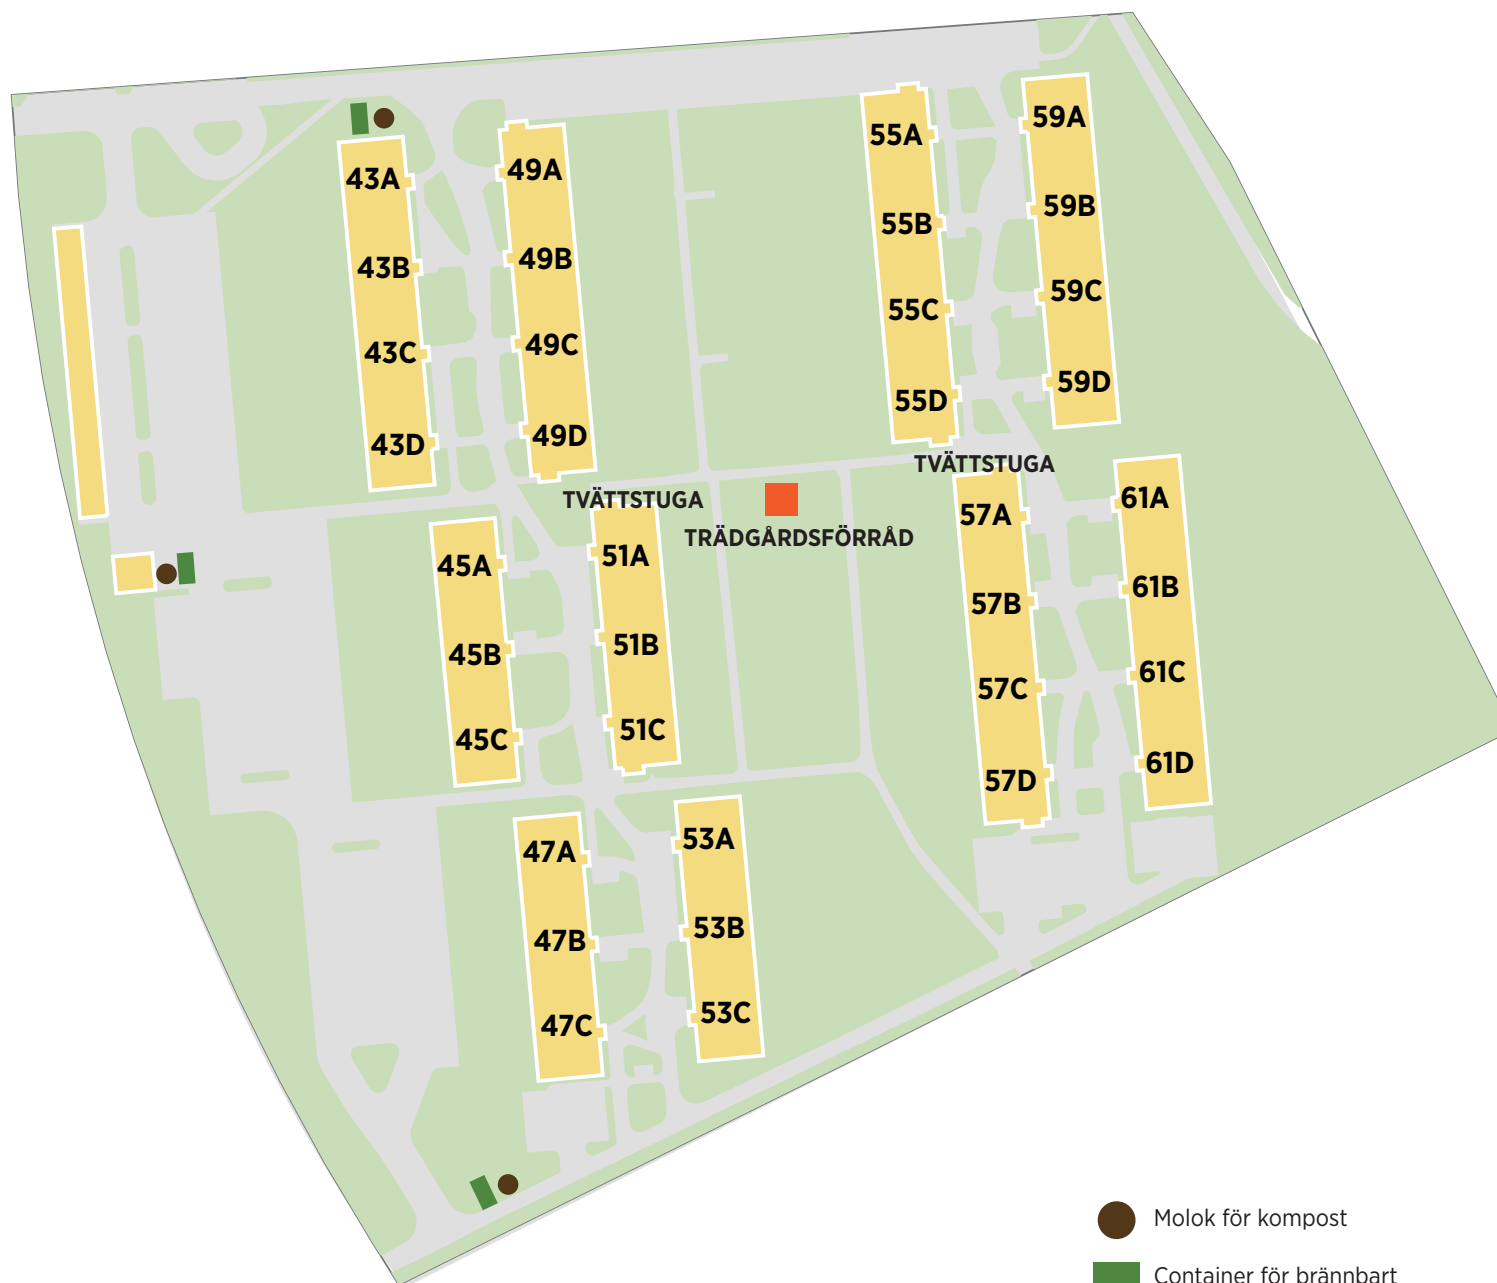 55A
59A
43A
49A
55B
59B
43B
49B
55C
59C
43C
49C
55D
59D
43D
49D
TVÄTTSTUGA
TVÄTTSTUGA
TRÄDGÅRDSFÖRRÅD
45A
51A
57A
61A
45B
51B
57B
61B
45C
51C
57C
61C
57D
61D
47A
53A
47B
53B
47C
53C
Molok för kompost
Container för brännbart